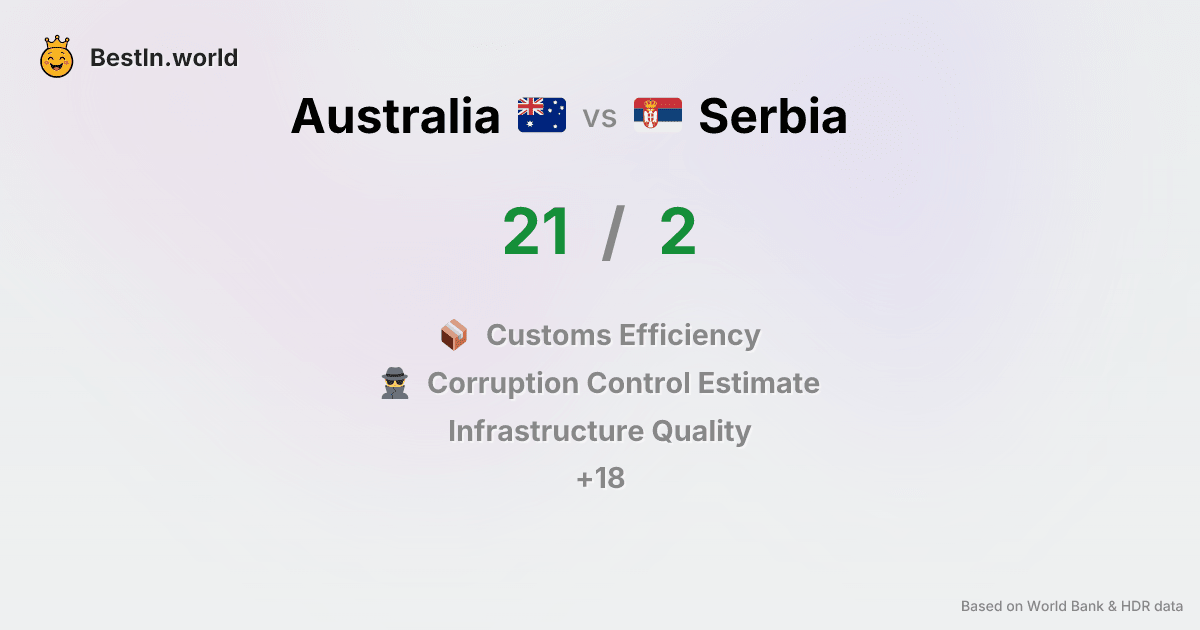 BestIn.world
Australia vs Serbia
21 / 2
Customs Efficiency
Corruption Control Estimate
Infrastructure Quality
+18
Based on World Bank & HDR data